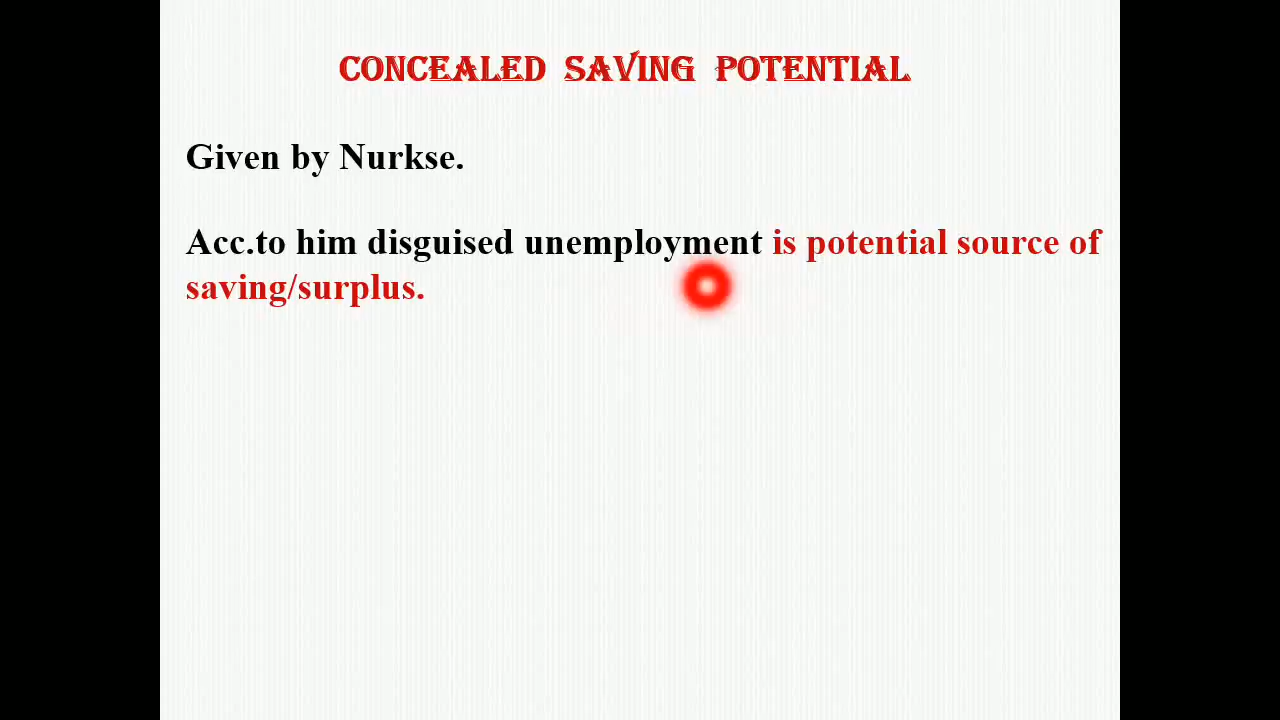 CONCEALED SAVING POTENTIAL
Given by Nurkse.
Acc.to him disguised unemployment is potential source of
saving/surplus.